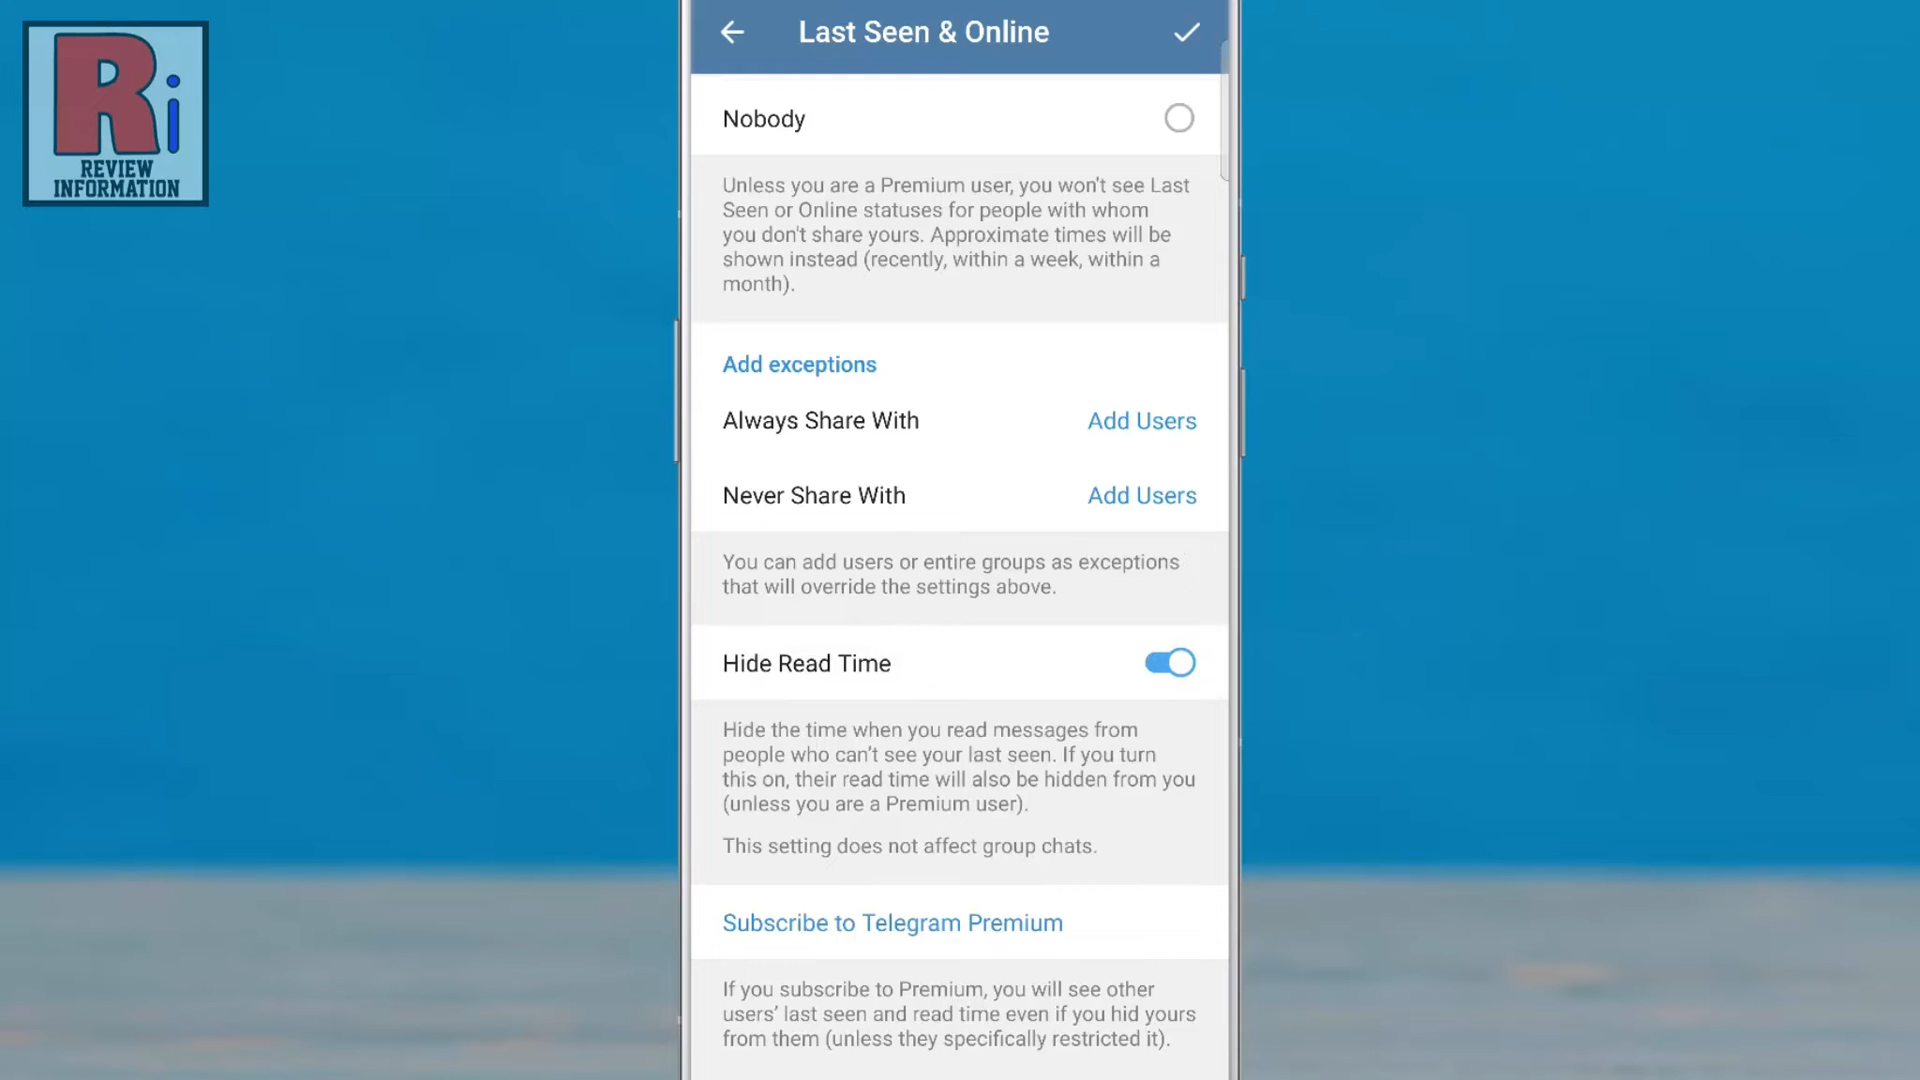 Ri
REVIEW
INFORMATION
Last Seen & Online
Nobody
Unless you are a Premium user, you won't see Last
Seen or Online statuses for people with whom
you don't share yours. Approximate times will be
shown instead (recently, within a week, within a
month).
Add exceptions
Always Share With Add Users
Never Share With Add Users
You can add users or entire groups as exceptions
that will override the settings above.
Hide Read Time
Hide the time when you read messages from
people who can't see your last seen. If you turn
this on, their read time will also be hidden from you
(unless you are a Premium user).
This setting does not affect group chats.
Subscribe to Telegram Premium
If you subscribe to Premium, you will see other
users' last seen and read time even if you hid yours
from them (unless they specifically restricted it).